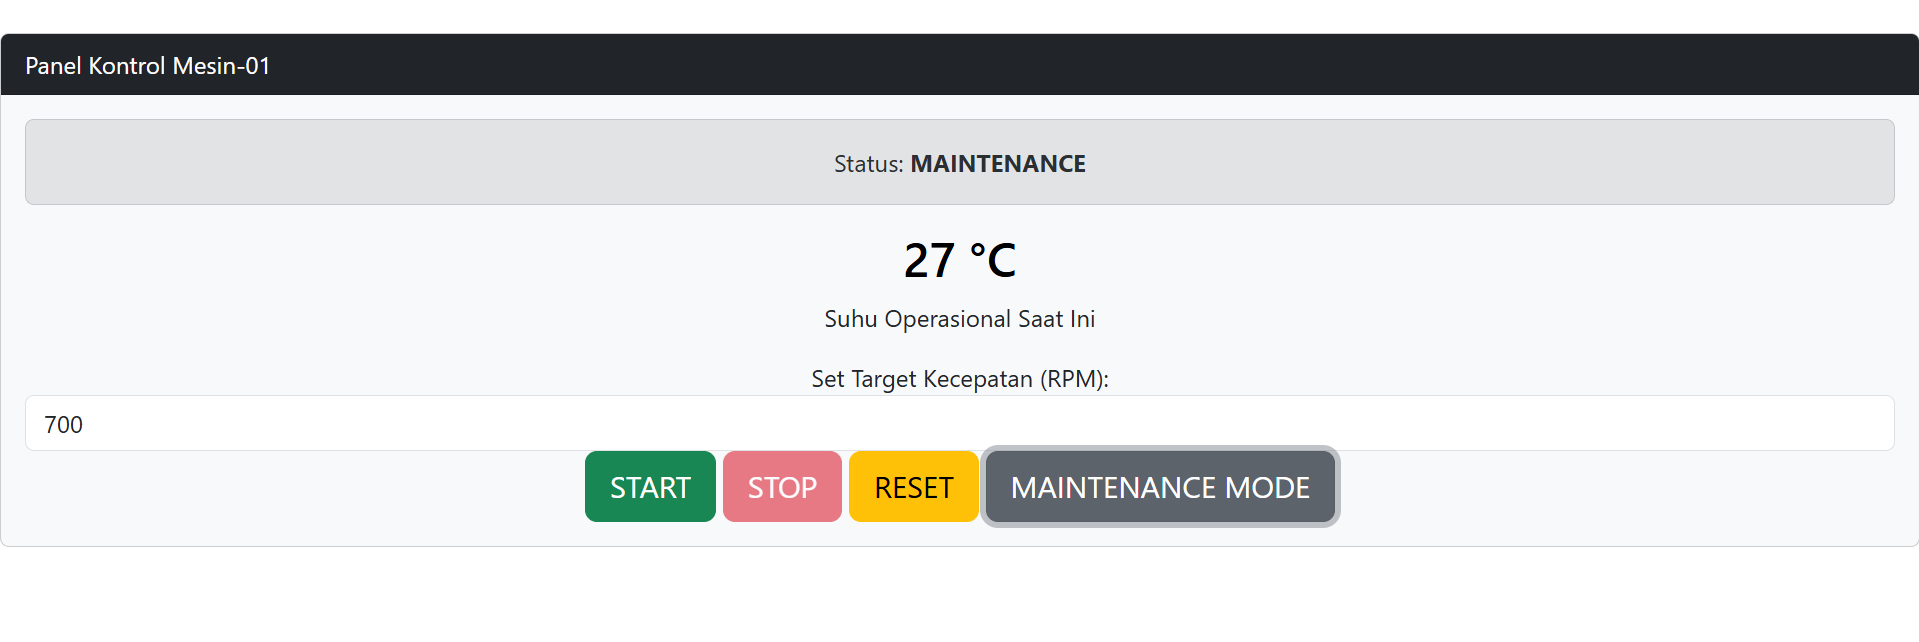 Panel Kontrol Mesin-01
Status: MAINTENANCE
27 °C
Suhu Operasional Saat Ini
Set Target Kecepatan (RPM):
700
START STOP RESET MAINTENANCE MODE